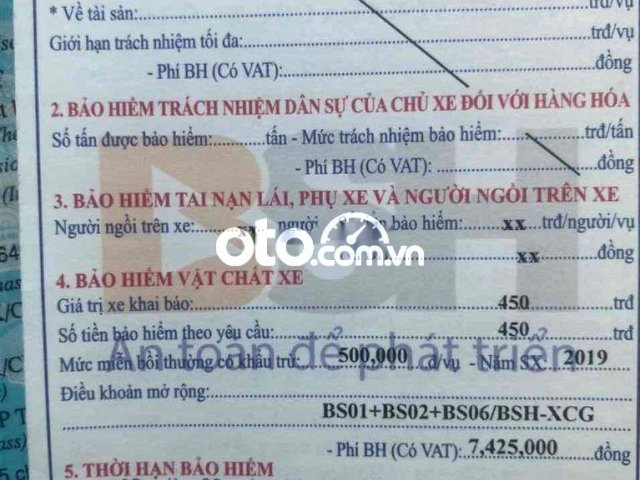 * Về tài sản:........trđ/vụ
Giới hạn trách nhiệm tối đa:........trđ/vụ
- Phí BH (Có VAT):........đồng
2. BẢO HIỂM TRÁCH NHIỆM DÂN SỰ CỦA CHỦ XE ĐỐI VỚI HÀNG HÓA
Số tấn được bảo hiểm:........tấn - Mức trách nhiệm bảo hiểm:........trđ/tấn
- Phí BH (Có VAT):........đồng
BSH
3. BẢO HIỂM TAI NẠN LÁI, PHỤ XE VÀ NGƯỜI NGỒI TRÊN XE
Người ngồi trên xe:...xx...người bảo hiểm:...xx...trđ/người/vụ
oto.com.vn
xx đồng
4. BẢO HIỂM VẬT CHẤT XE
Giá trị xe khai báo:........450........trđ
Số tiền bảo hiểm theo yêu cầu:........450........trđ
An toàn để phát triển
Mức miễn bồi thường có khấu trừ:..500,000..đ/vụ - Năm SX:..2019
Điều khoản mở rộng:........
BS01+BS02+BS06/BSH-XCG
- Phí BH (Có VAT):7,425,000 đồng
5. THỜI HẠN BẢO HIỂM